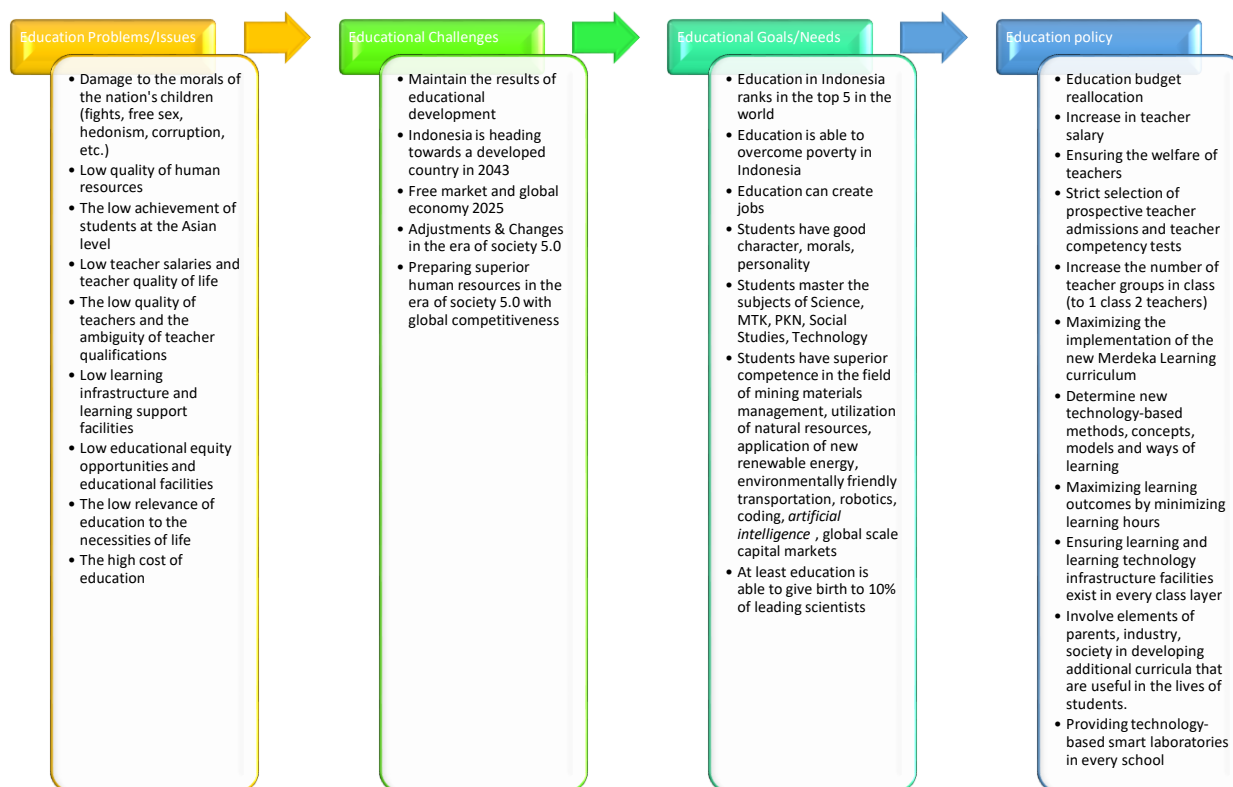 Education Problems/Issues
• Damage to the morals of
the nation's children
(fights, free sex,
hedonism, corruption,
etc.)
• Low quality of human
resources
• The low achievement of
students at the Asian
level
• Low teacher salaries and
teacher quality of life
• The low quality of
teachers and the
ambiguity of teacher
qualifications
• Low learning
infrastructure and
learning support
facilities
• Low educational equity
opportunities and
educational facilities
• The low relevance of
education to the
necessities of life
• The high cost of
education
Educational Challenges
• Maintain the results of
educational
development
• Indonesia is heading
towards a developed
country in 2043
• Free market and global
economy 2025
• Adjustments & Changes
in the era of society 5.0
• Preparing superior
human resources in the
era of society 5.0 with
global competitiveness
Educational Goals/Needs
• Education in Indonesia
ranks in the top 5 in the
world
• Education is able to
overcome poverty in
Indonesia
• Education can create
jobs
• Students have good
character, morals,
personality
• Students master the
subjects of Science,
MTK, PKN, Social
Studies, Technology
• Students have superior
competence in the field
of mining materials
management, utilization
of natural resources,
application of new
renewable energy,
environmentally friendly
transportation, robotics,
coding, artificial
intelligence , global scale
capital markets
• At least education is
able to give birth to 10%
of leading scientists
Education policy
• Education budget
reallocation
• Increase in teacher
salary
• Ensuring the welfare of
teachers
• Strict selection of
prospective teacher
admissions and teacher
competency tests
• Increase the number of
teacher groups in class
(to 1 class 2 teachers)
• Maximizing the
implementation of the
new Merdeka Learning
curriculum
• Determine new
technology-based
methods, concepts,
models and ways of
learning
• Maximizing learning
outcomes by minimizing
learning hours
• Ensuring learning and
learning technology
infrastructure facilities
exist in every class layer
• Involve elements of
parents, industry,
society in developing
additional curricula that
are useful in the lives of
students.
• Providing technology-
based smart laboratories
in every school